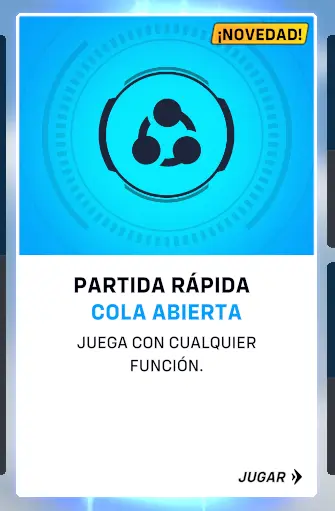 ¡NOVEDAD!
PARTIDA RÁPIDA
COLA ABIERTA
JUEGA CON CUALQUIER
FUNCIÓN.
JUGAR